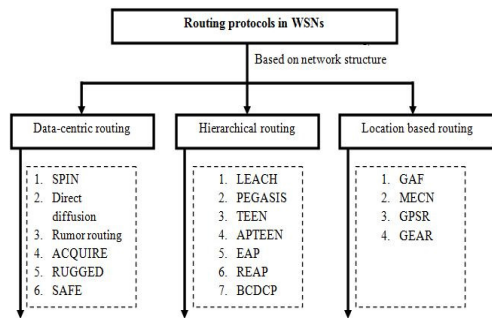 Routing protocols in WSNs
Based on network structure
Data-centric routing
1. SPIN
2. Direct
diffusion
3. Rumor routing
4. ACQUIRE
5. RUGGED
6. SAFE
Hierarchical routing
1. LEACH
2. PEGASIS
3. TEEN
4. APTEEN
5. EAP
6. REAP
7. BCDCP
Location based routing
1. GAF
2. MECN
3. GPSR
4. GEAR